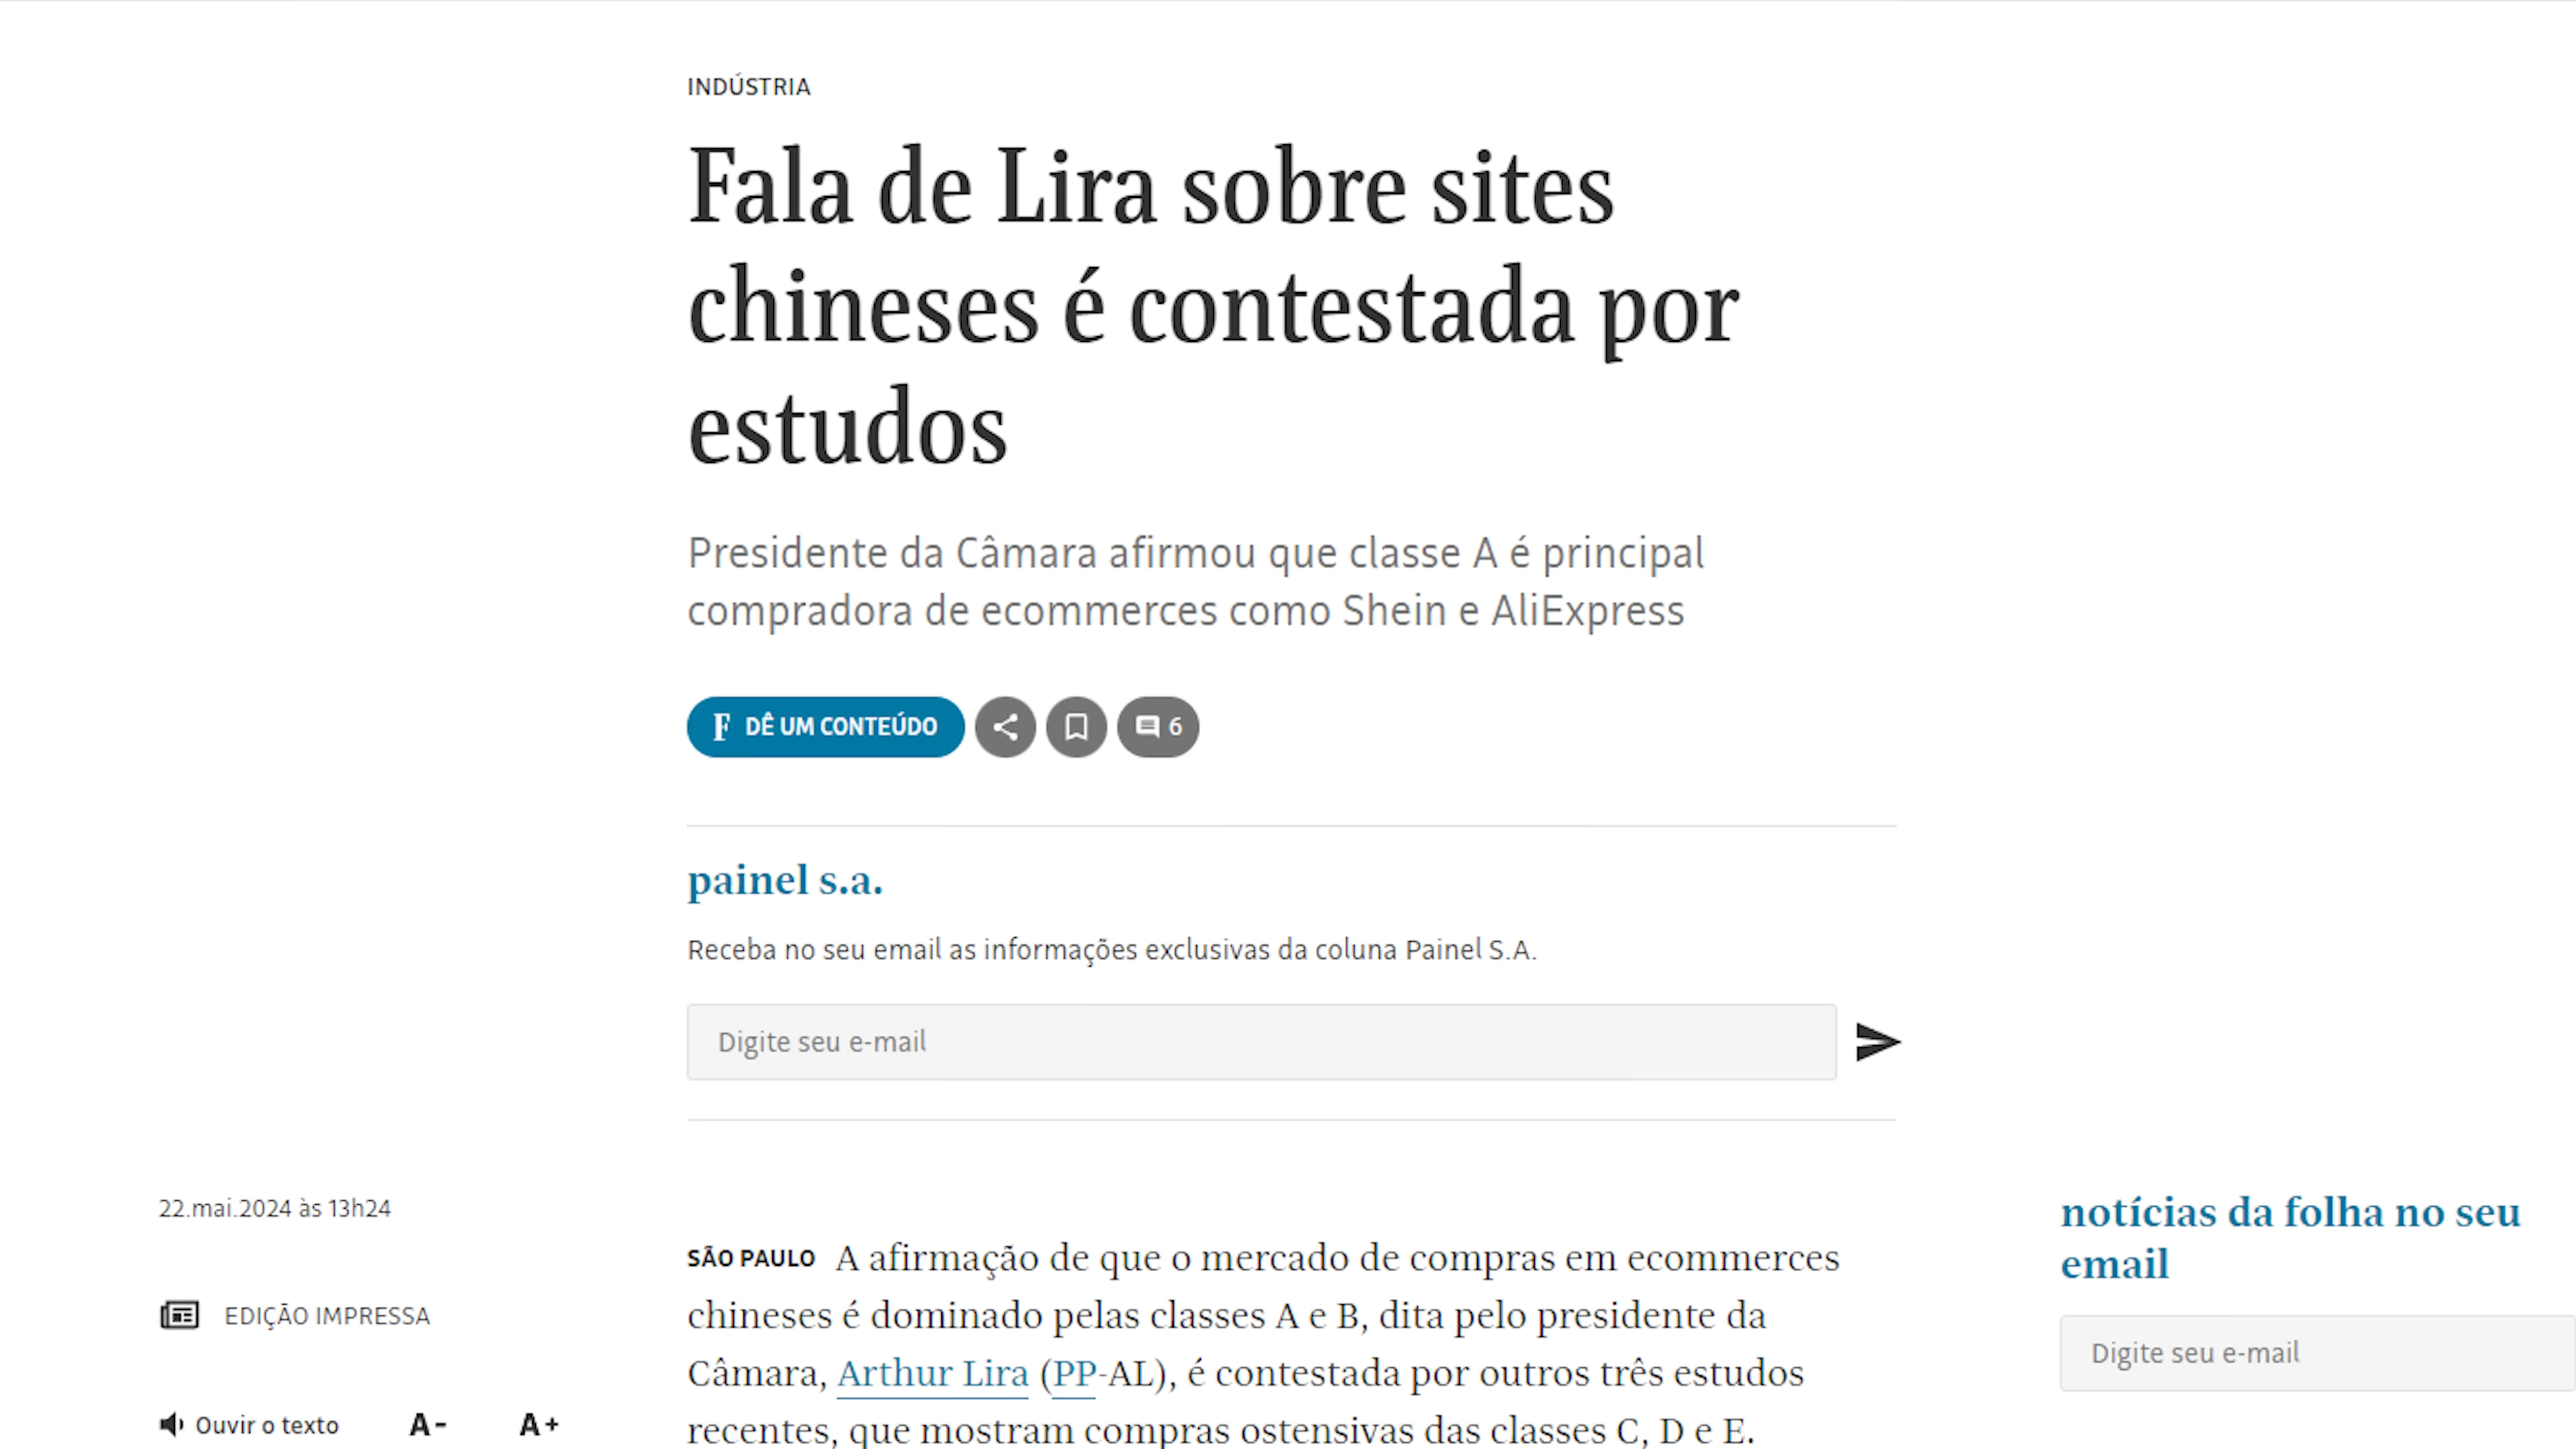 INDÚSTRIA
Fala de Lira sobre sites
chineses é contestada por
estudos
Presidente da Câmara afirmou que classe A é principal
compradora de ecommerces como Shein e AliExpress
F DÊ UM CONTEÚDO 6
painel s.a.
Receba no seu email as informações exclusivas da coluna Painel S.A.
Digite seu e-mail
22.mai.2024 às 13h24
EDIÇÃO IMPRESSA
Ouvir o texto A- A+
SÃO PAULO A afirmação de que o mercado de compras em ecommerces
chineses é dominado pelas classes A e B, dita pelo presidente da
Câmara, Arthur Lira (PP-AL), é contestada por outros três estudos
recentes, que mostram compras ostensivas das classes C, D e E.
notícias da folha no seu
email
Digite seu e-mail